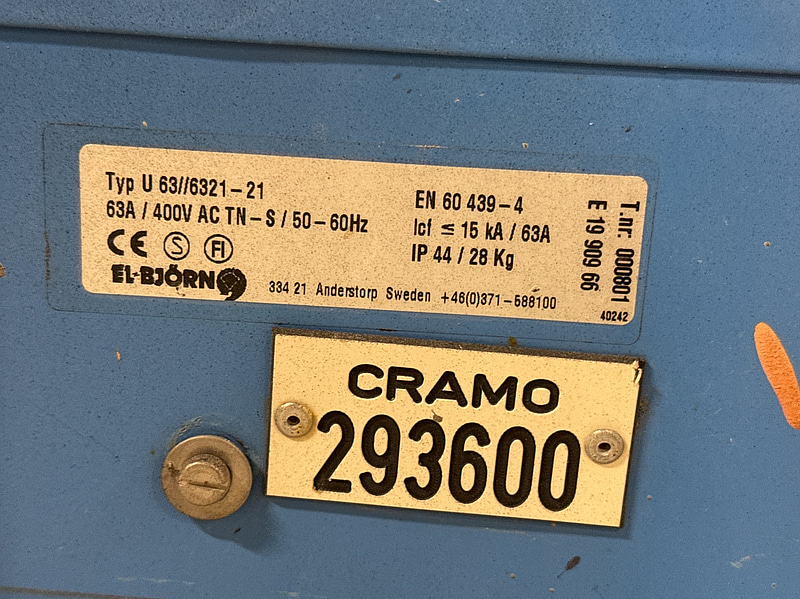 Typ U 63//6321-21
63A / 400V AC TN-S / 50-60Hz
CE S FI
EL-BJÖRN
EN 60 439-4
Icf ≤ 15 kA / 63A
IP 44 / 28 Kg
334 21 Anderstorp Sweden +46(0)371-588100
T.nr. 000801
E 19 909 66
40242
CRAMO
293600